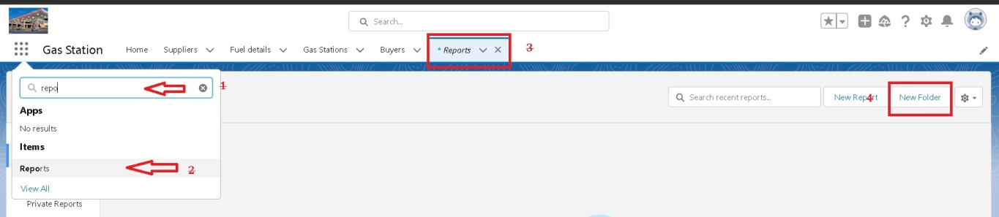 Search...
Gas Station Home Suppliers Fuel details Gas Stations Buyers * Reports 3
repo 1
Search recent reports... New Report 4 New Folder
Apps
No results
Items
Reports 2
View All
Private Reports